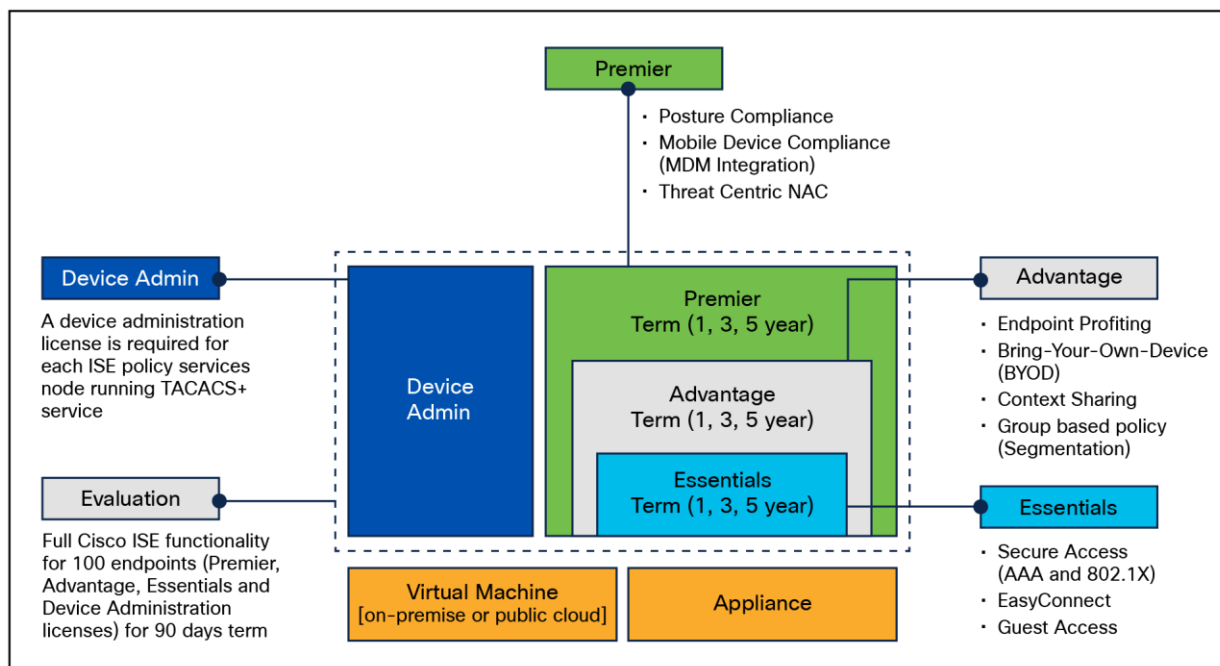 Premier
· Posture Compliance
· Mobile Device Compliance
(MDM Integration)
· Threat Centric NAC
Device Admin
A device administration
license is required for
each ISE policy services
node running TACACS+
service
Evaluation
Full Cisco ISE functionality
for 100 endpoints (Premier,
Advantage, Essentials and
Device Administration
licenses) for 90 days term
Device
Admin
Premier
Term (1, 3, 5 year)
Advantage
Term (1, 3, 5 year)
Essentials
Term (1, 3, 5 year)
Virtual Machine
[on-premise or public cloud]
Appliance
Advantage
· Endpoint Profiting
· Bring-Your-Own-Device
(BYOD)
· Context Sharing
· Group based policy
(Segmentation)
Essentials
· Secure Access
(AAA and 802.1X)
· EasyConnect
· Guest Access